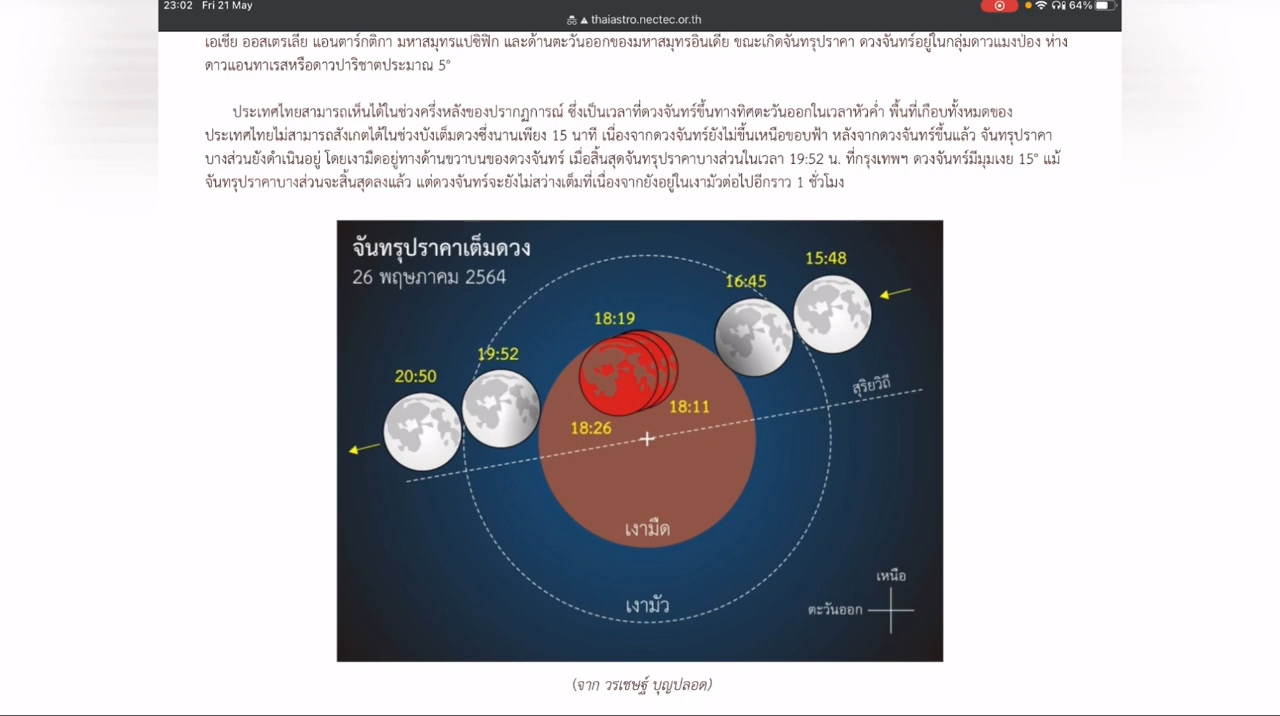 23:02 Fri 21 May
64%
thaiastro.nectec.or.th
เอเชีย ออสเตรเลีย แอนตาร์กติกา มหาสมุทรแปซิฟิก และด้านตะวันออกของมหาสมุทรอินเดีย ขณะเกิดจันทรุปราคา ดวงจันทร์อยู่ในกลุ่มดาวแมงป่อง ห่าง
ดาวแอนทาเรสหรือดาวปาริชาตประมาณ 5°
ประเทศไทยสามารถเห็นได้ในช่วงครึ่งหลังของปรากฏการณ์ ซึ่งเป็นเวลาที่ดวงจันทร์ขึ้นทางทิศตะวันออกในเวลาหัวค่ำ พื้นที่เกือบทั้งหมดของ
ประเทศไทยไม่สามารถสังเกตได้ในช่วงบังเต็มดวงซึ่งนานเพียง 15 นาที เนื่องจากดวงจันทร์ยังไม่ขึ้นเหนือขอบฟ้า หลังจากดวงจันทร์ขึ้นแล้ว จันทรุปราคา
บางส่วนยังดำเนินอยู่ โดยเงามืดอยู่ทางด้านขวาบนของดวงจันทร์ เมื่อสิ้นสุดจันทรุปราคาบางส่วนในเวลา 19:52 น. ที่กรุงเทพฯ ดวงจันทร์มีมุมเงย 15° แม้
จันทรุปราคาบางส่วนจะสิ้นสุดลงแล้ว แต่ดวงจันทร์จะยังไม่สว่างเต็มที่เนื่องจากยังอยู่ในเงามัวต่อไปอีกราว 1 ชั่วโมง
จันทรุปราคาเต็มดวง
26 พฤษภาคม 2564
15:48
16:45
18:19
19:52
20:50
สุริยวิถี
18:11
18:26
เงามืด
เงามัว
เหนือ
ตะวันออก
(จาก วรเชษฐ์ บุญปลอด)